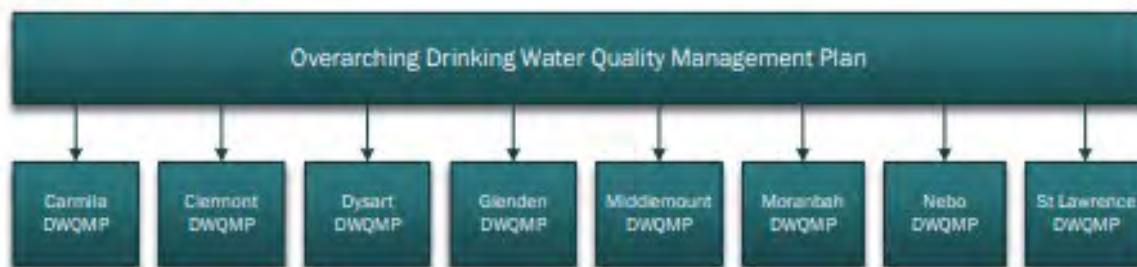 Overarching Drinking Water Quality Management Plan
Carmila
DWQMP
Clermont
DWQMP
Dysart
DWQMP
Glenden
DWQMP
Middlemount
DWQMP
Moranbah
DWQMP
Nebo
DWQMP
St Lawrence
DWQMP